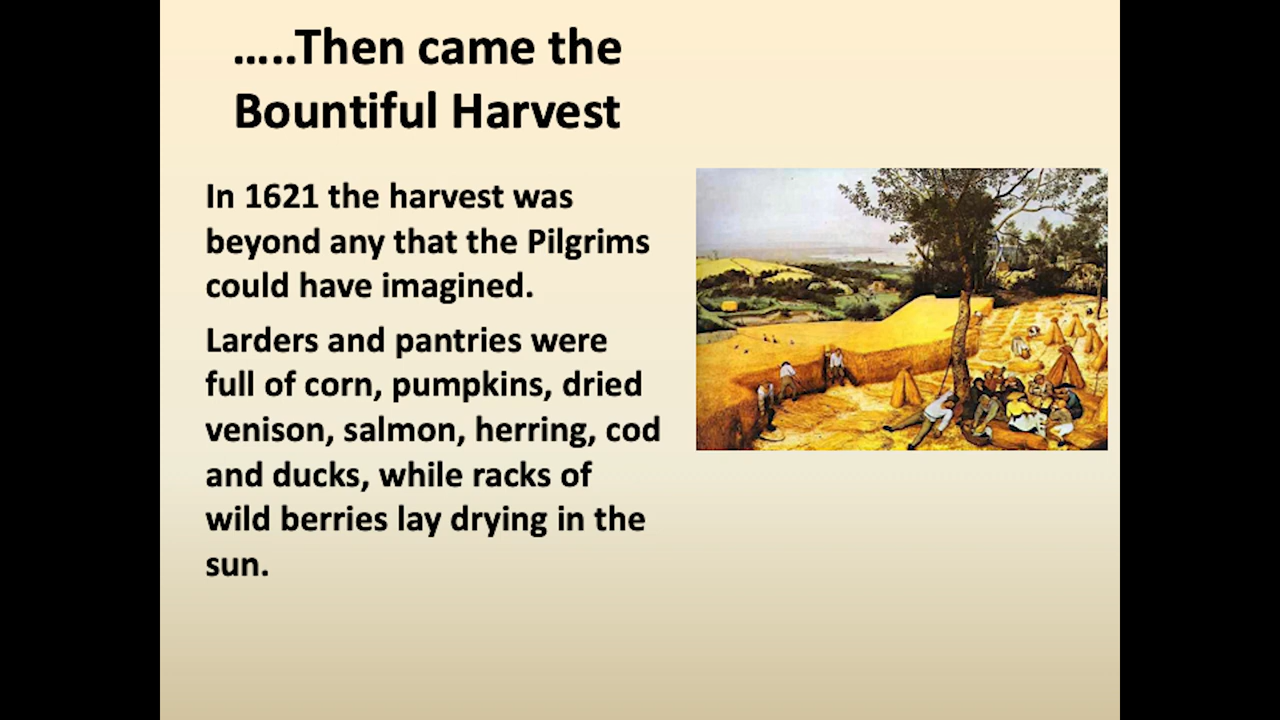 .....Then came the
Bountiful Harvest
In 1621 the harvest was
beyond any that the Pilgrims
could have imagined.
Larders and pantries were
full of corn, pumpkins, dried
venison, salmon, herring, cod
and ducks, while racks of
wild berries lay drying in the
sun.